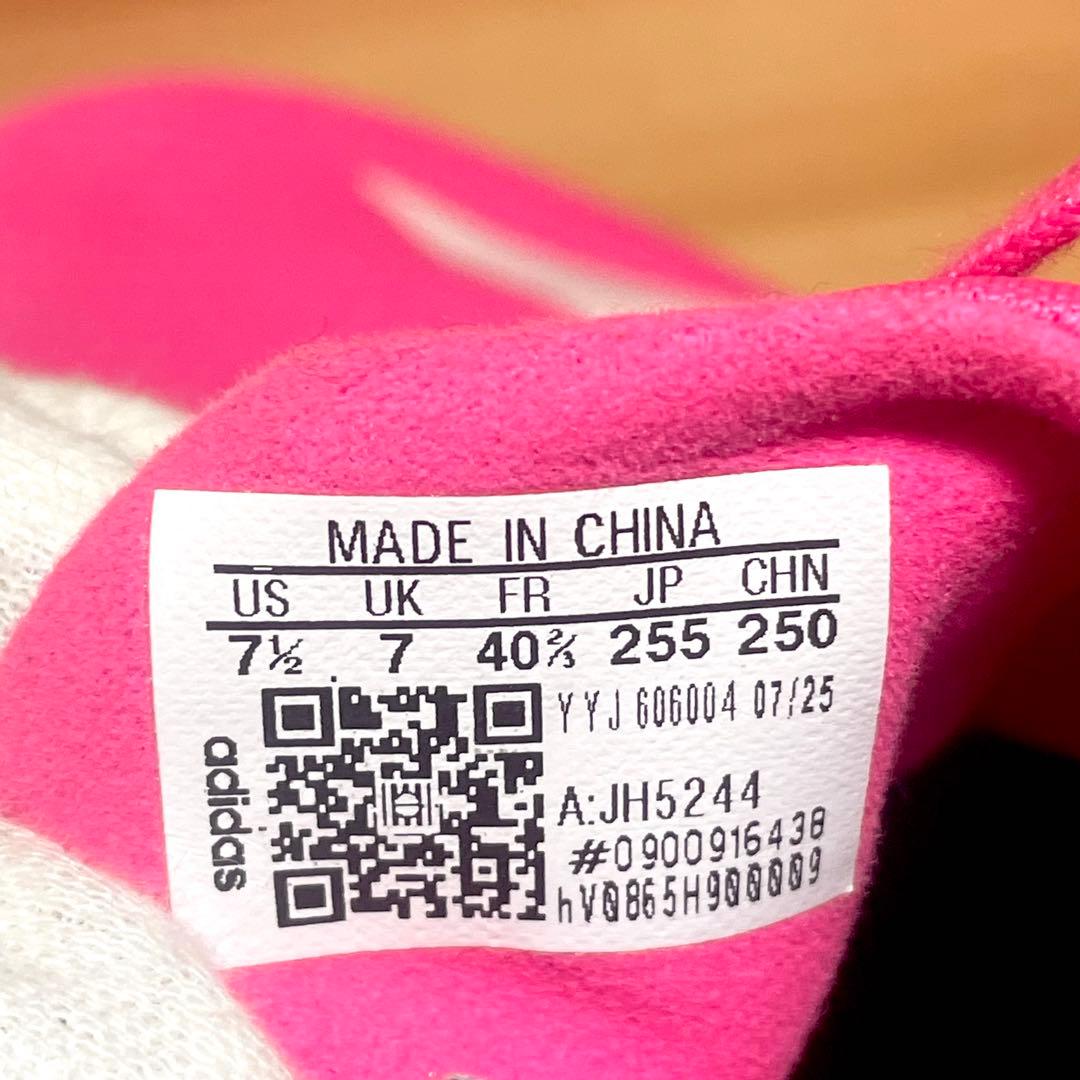 MADE IN CHINA
US UK FR JP CHN
7½ 7 40⅔ 255 250
YYJ 606004 07/25
A:JH5244
#0900916438
hV0865H900009
adidas